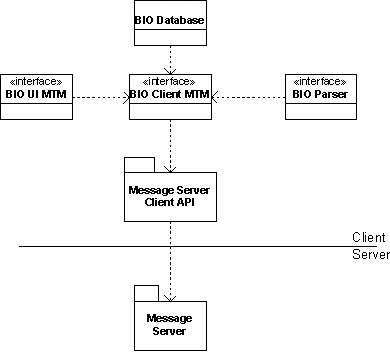 BIO Database
«interface»
BIO UI MTM
«interface»
BIO Client MTM
«interface»
BIO Parser
Message Server
Client API
Client
Server
Message
Server